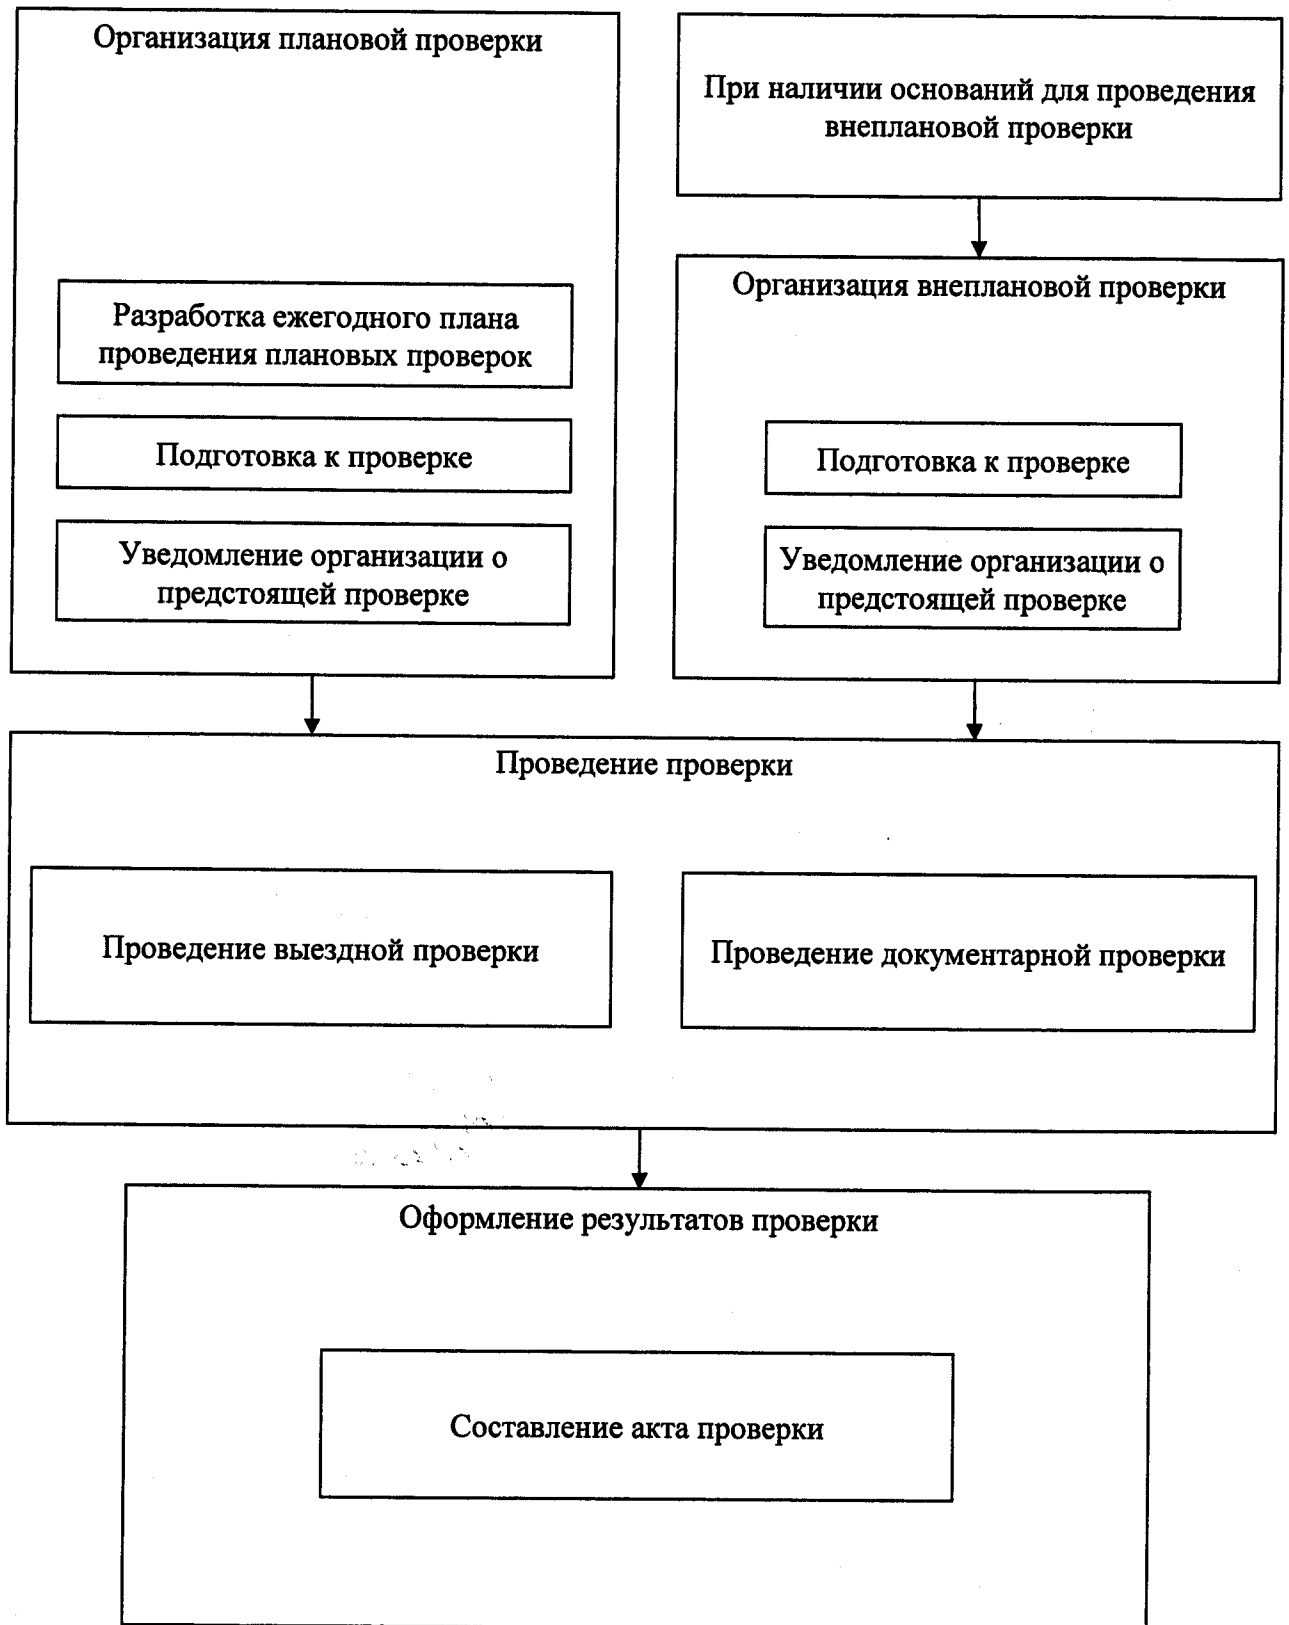 Организация плановой проверки
Разработка ежегодного плана
проведения плановых проверок
Подготовка к проверке
Уведомление организации о
предстоящей проверке
При наличии оснований для проведения
внеплановой проверки
Организация внеплановой проверки
Подготовка к проверке
Уведомление организации о
предстоящей проверке
Проведение проверки
Проведение выездной проверки
Проведение документарной проверки
Оформление результатов проверки
Составление акта проверки